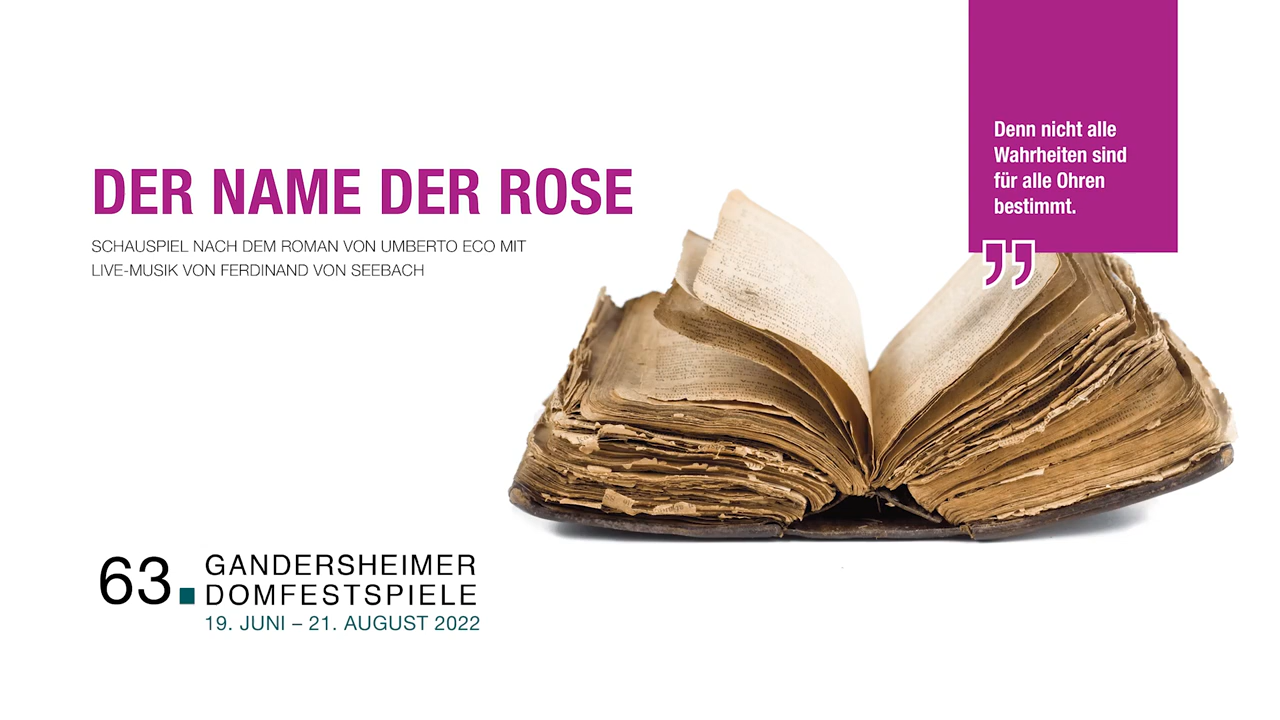 DER NAME DER ROSE
SCHAUSPIEL NACH DEM ROMAN VON UMBERTO ECO MIT
LIVE-MUSIK VON FERDINAND VON SEEBACH
Denn nicht alle
Wahrheiten sind
für alle Ohren
bestimmt.
”
63. GANDERSHEIMER
DOMFESTSPIELE
19. JUNI – 21. AUGUST 2022